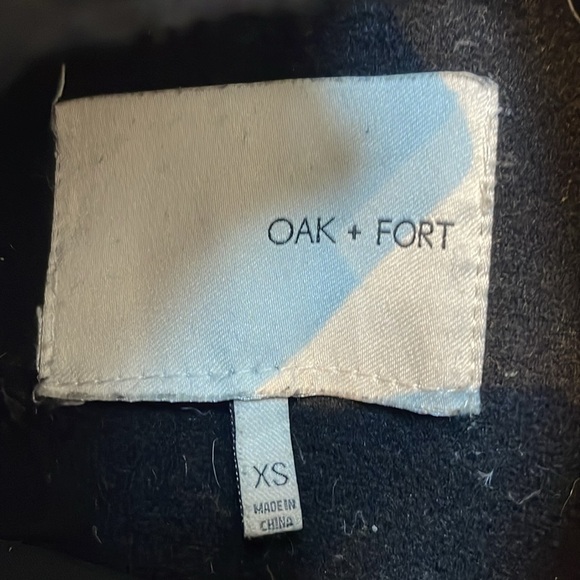 OAK + FORT
XS
MADE IN
CHINA